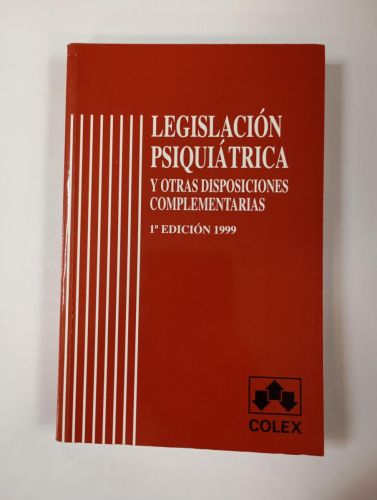 LEGISLACIÓN
PSIQUIÁTRICA
Y OTRAS DISPOSICIONES
COMPLEMENTARIAS
1ª EDICIÓN 1999
COLEX